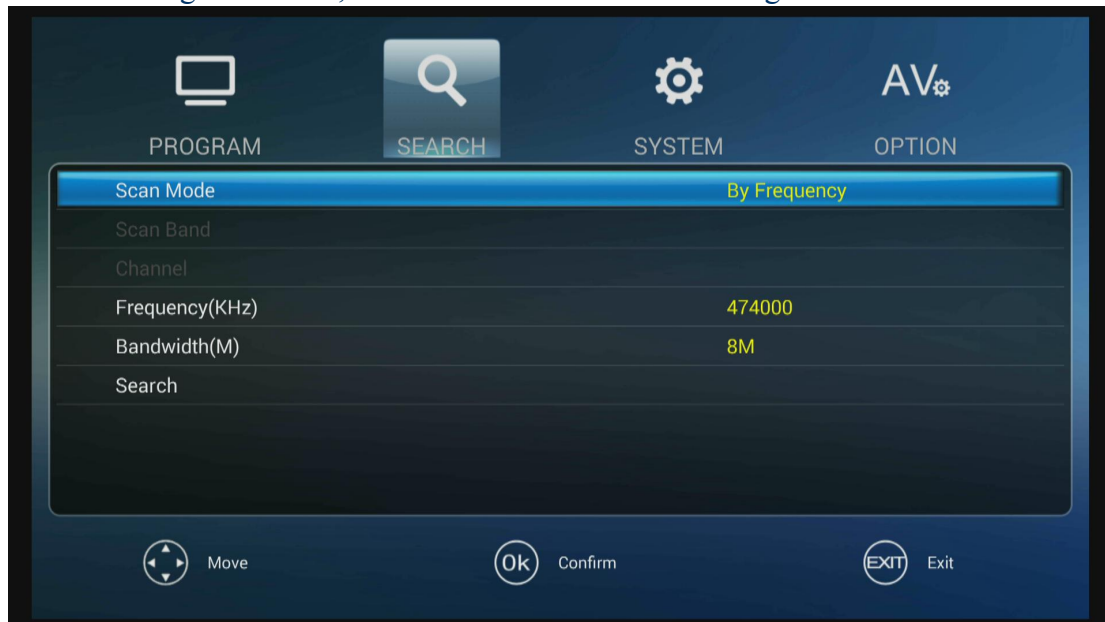 AV
PROGRAM SEARCH SYSTEM OPTION
Scan Mode By Frequency
Scan Band
Channel
Frequency(KHz) 474000
Bandwidth(M) 8M
Search
Move Ok Confirm EXIT Exit